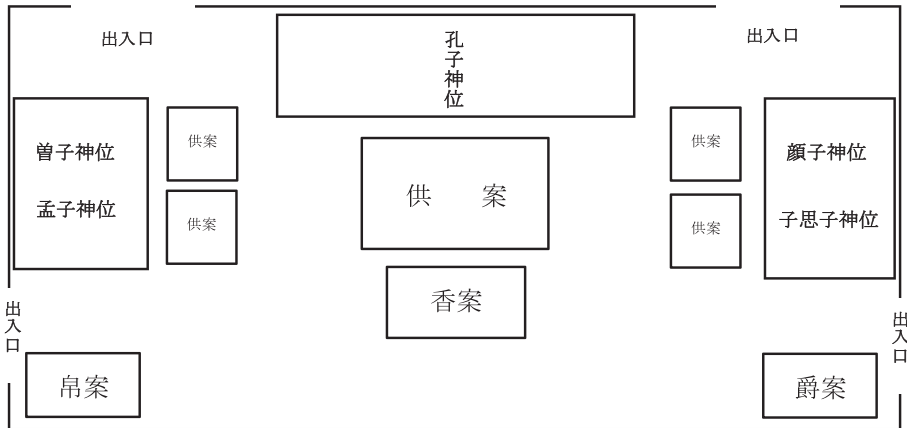 出入口
孔子神位
出入口
曽子神位
孟子神位
供案
供案
供　案
供案
供案
顔子神位
子思子神位
香案
出入口
出入口
帛案
爵案